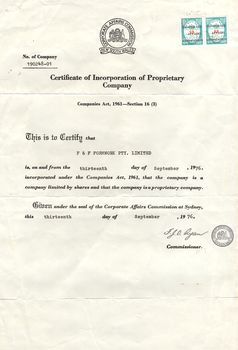 No. of Company
190248-01
Certificate of Incorporation of Proprietary
Company
Companies Act, 1961—Section 16 (3)
This is to Certify that
F & F FORMWORK PTY. LIMITED
is, on and from the thirteenth day of September , 1976,
incorporated under the Companies Act, 1961, that the company is a
company limited by shares and that the company is a proprietary company.
Given under the seal of the Corporate Affairs Commission at Sydney,
this thirteenth day of September , 1976.
Commissioner.